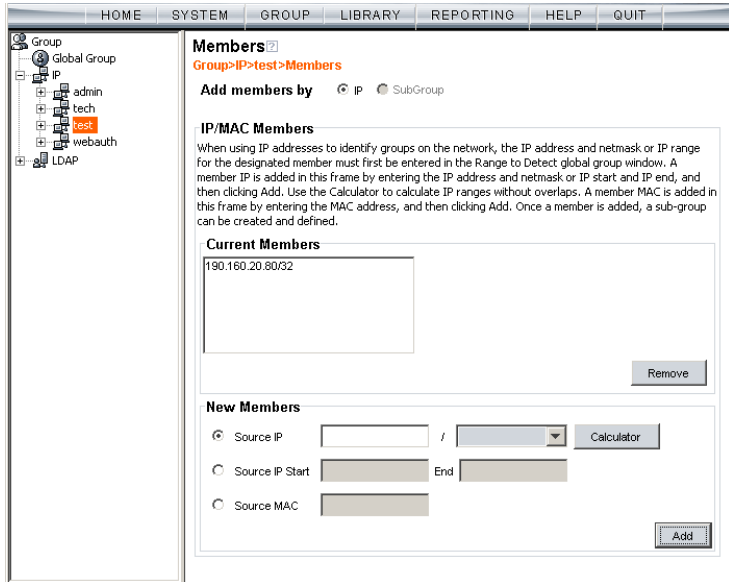 HOME SYSTEM GROUP LIBRARY REPORTING HELP QUIT
Group
Global Group
IP
admin
tech
test
webauth
LDAP
Members ?
Group>IP>test>Members
Add members by IP SubGroup
IP/MAC Members
When using IP addresses to identify groups on the network, the IP address and netmask or IP range
for the designated member must first be entered in the Range to Detect global group window. A
member IP is added in this frame by entering the IP address and netmask or IP start and IP end, and
then clicking Add. Use the Calculator to calculate IP ranges without overlaps. A member MAC is added in
this frame by entering the MAC address, and then clicking Add. Once a member is added, a sub-group
can be created and defined.
Current Members
190.160.20.80/32
Remove
New Members
Source IP / Calculator
Source IP Start End
Source MAC
Add